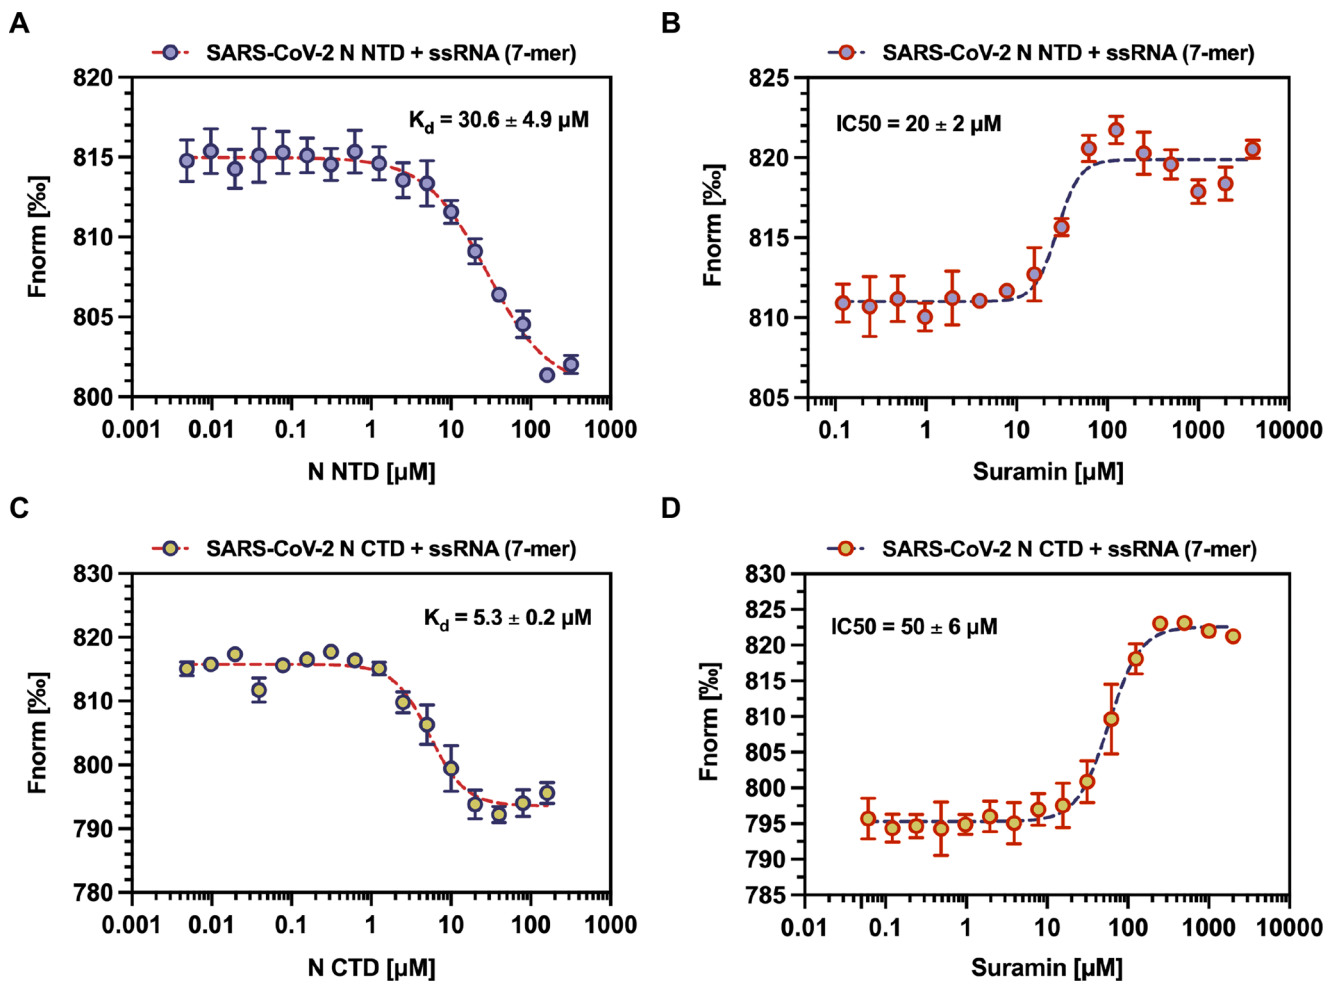 A
SARS-CoV-2 N NTD + ssRNA (7-mer)
820
815
810
805
800
Fnorm [‰]
K_d = 30.6 ± 4.9 µM
0.001 0.01 0.1 1 10 100 1000
N NTD [µM]
B
SARS-CoV-2 N NTD + ssRNA (7-mer)
825
820
815
810
805
Fnorm [‰]
IC50 = 20 ± 2 µM
0.1 1 10 100 1000 10000
Suramin [µM]
C
SARS-CoV-2 N CTD + ssRNA (7-mer)
830
820
810
800
790
780
Fnorm [‰]
K_d = 5.3 ± 0.2 µM
0.001 0.01 0.1 1 10 100 1000
N CTD [µM]
D
SARS-CoV-2 N CTD + ssRNA (7-mer)
830
825
820
815
810
805
800
795
790
785
Fnorm [‰]
IC50 = 50 ± 6 µM
0.01 0.1 1 10 100 1000 10000
Suramin [µM]